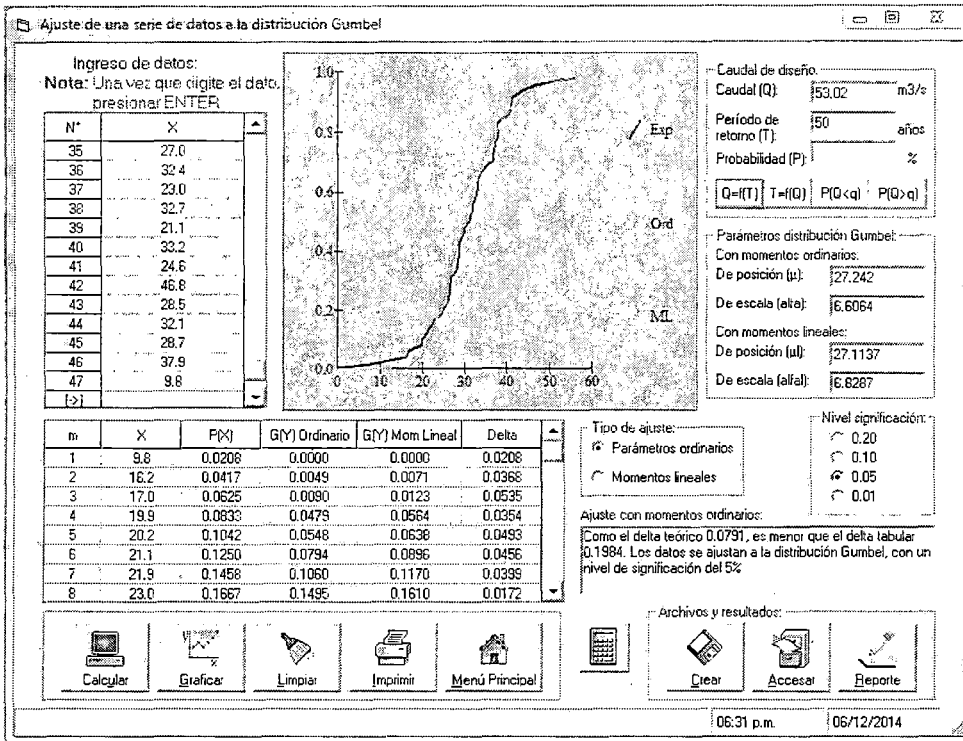 Ajuste de una serie de datos a la distribución Gumbel
Ingreso de datos:
Nota: Una vez que digite el dato,
presionar ENTER
N° X
35 27.0
36 32.4
37 23.0
38 32.7
39 21.1
40 33.2
41 24.6
42 46.8
43 28.5
44 32.1
45 28.7
46 37.9
47 9.8
[->]
1.0
0.8
0.6
0.4
0.2
0.0
0 10 20 30 40 50 60
Exp
Ord
ML
Caudal de diseño:
Caudal (Q): 53.02 m3/s
Período de
retorno (T): 50 años
Probabilidad (P): %
Q=f(T) T=f(Q) P(Q<q) P(Q>q)
Parámetros distribución Gumbel:
Con momentos ordinarios:
De posición (µ): 27.242
De escala (alfa): 6.6064
Con momentos lineales:
De posición (µl): 27.1137
De escala (alfal): 6.8287
m X P(X) G(Y) Ordinario G(Y) Mom Lineal Delta
1 9.8 0.0208 0.0000 0.0000 0.0208
2 16.2 0.0417 0.0049 0.0071 0.0368
3 17.0 0.0625 0.0090 0.0123 0.0535
4 19.9 0.0833 0.0479 0.0564 0.0354
5 20.2 0.1042 0.0548 0.0638 0.0493
6 21.1 0.1250 0.0794 0.0896 0.0456
7 21.9 0.1458 0.1060 0.1170 0.0399
8 23.0 0.1667 0.1495 0.1610 0.0172
Tipo de ajuste:
Parámetros ordinarios
Momentos lineales
Nivel significación:
0.20
0.10
0.05
0.01
Ajuste con momentos ordinarios:
Como el delta teórico 0.0791, es menor que el delta tabular
0.1984. Los datos se ajustan a la distribución Gumbel, con un
nivel de significación del 5%
Calcular Graficar Limpiar Imprimir Menú Principal
Archivos y resultados:
Crear Accesar Reporte
06:31 p.m. 06/12/2014